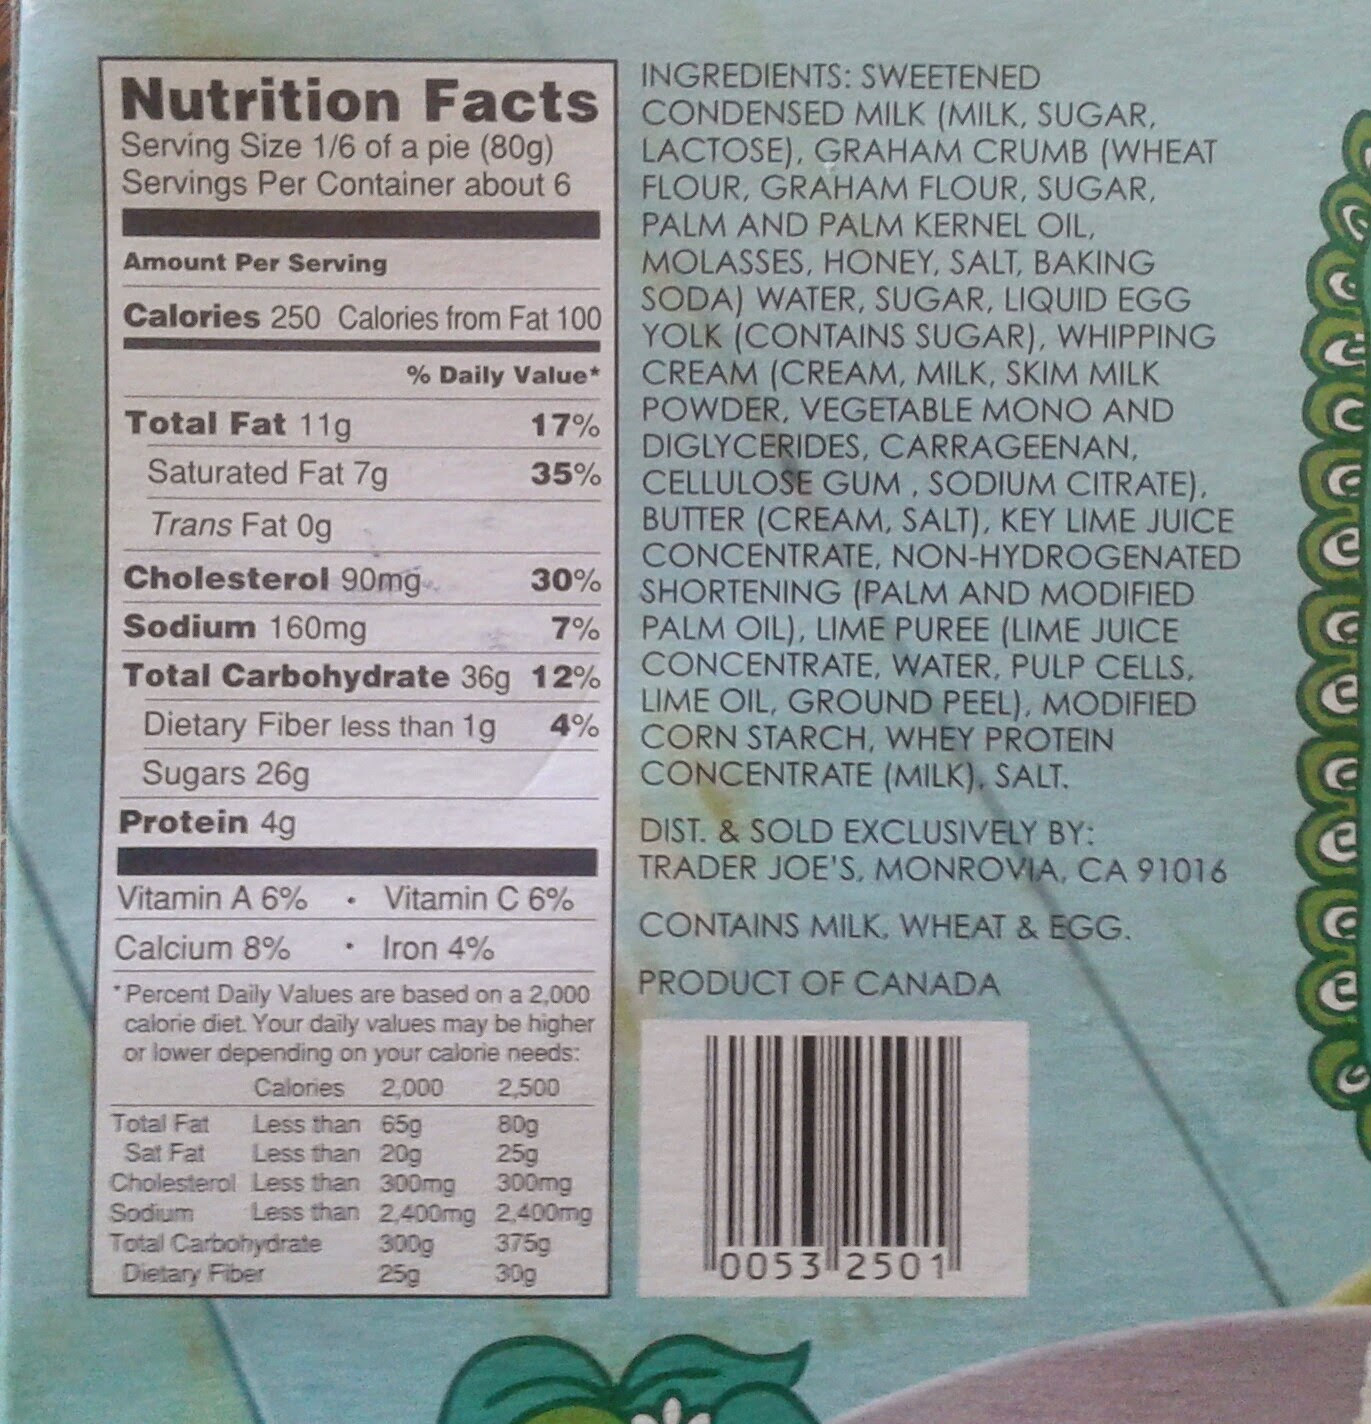 Nutrition Facts
Serving Size 1/6 of a pie (80g)
Servings Per Container about 6
Amount Per Serving
Calories 250 Calories from Fat 100
% Daily Value*
Total Fat 11g 17%
Saturated Fat 7g 35%
Trans Fat 0g
Cholesterol 90mg 30%
Sodium 160mg 7%
Total Carbohydrate 36g 12%
Dietary Fiber less than 1g 4%
Sugars 26g
Protein 4g
Vitamin A 6% • Vitamin C 6%
Calcium 8% • Iron 4%
*Percent Daily Values are based on a 2,000
calorie diet. Your daily values may be higher
or lower depending on your calorie needs:
Calories 2,000 2,500
Total Fat Less than 65g 80g
Sat Fat Less than 20g 25g
Cholesterol Less than 300mg 300mg
Sodium Less than 2,400mg 2,400mg
Total Carbohydrate 300g 375g
Dietary Fiber 25g 30g
INGREDIENTS: SWEETENED
CONDENSED MILK (MILK, SUGAR,
LACTOSE), GRAHAM CRUMB (WHEAT
FLOUR, GRAHAM FLOUR, SUGAR,
PALM AND PALM KERNEL OIL,
MOLASSES, HONEY, SALT, BAKING
SODA) WATER, SUGAR, LIQUID EGG
YOLK (CONTAINS SUGAR), WHIPPING
CREAM (CREAM, MILK, SKIM MILK
POWDER, VEGETABLE MONO AND
DIGLYCERIDES, CARRAGEENAN,
CELLULOSE GUM , SODIUM CITRATE),
BUTTER (CREAM, SALT), KEY LIME JUICE
CONCENTRATE, NON-HYDROGENATED
SHORTENING (PALM AND MODIFIED
PALM OIL), LIME PUREE (LIME JUICE
CONCENTRATE, WATER, PULP CELLS,
LIME OIL, GROUND PEEL), MODIFIED
CORN STARCH, WHEY PROTEIN
CONCENTRATE (MILK), SALT.
DIST. & SOLD EXCLUSIVELY BY:
TRADER JOE'S, MONROVIA, CA 91016
CONTAINS MILK, WHEAT & EGG.
PRODUCT OF CANADA
0053 2501